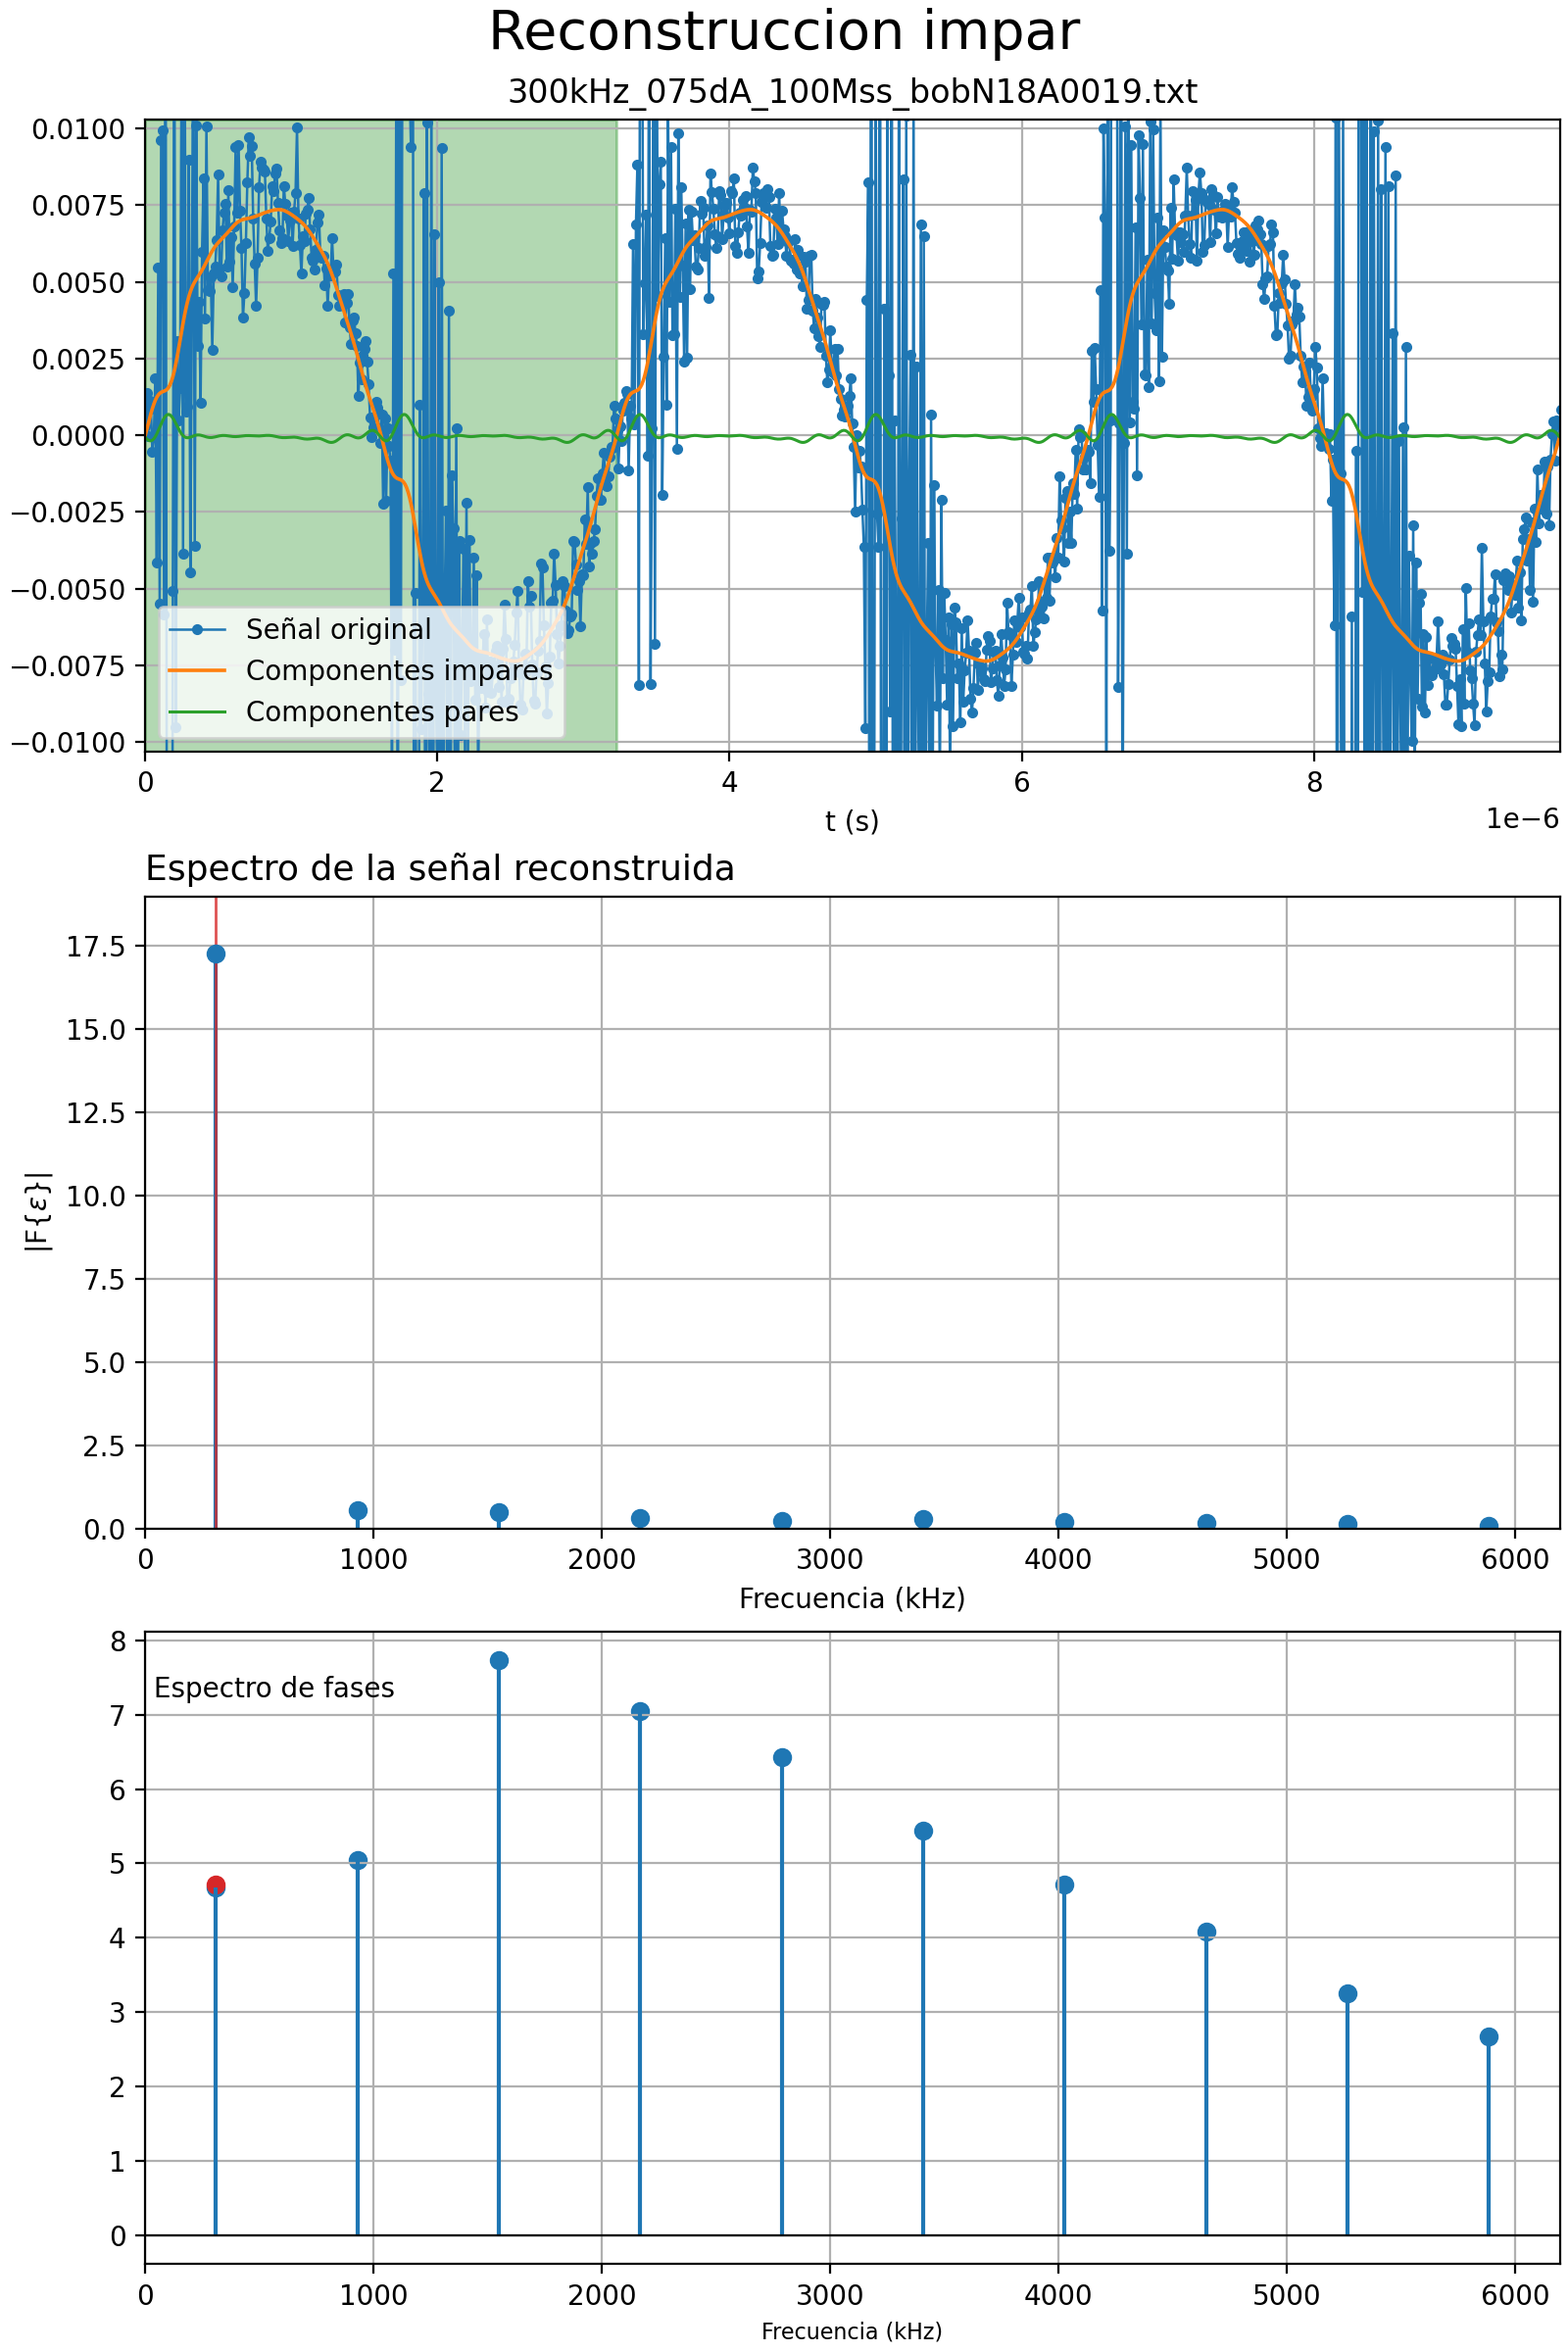 Reconstruccion impar
300kHz_075dA_100Mss_bobN18A0019.txt
0.0100
0.0075
0.0050
0.0025
0.0000
−0.0025
−0.0050
−0.0075
−0.0100
Señal original
Componentes impares
Componentes pares
0 2 4 6 8
t (s)
1e−6
Espectro de la señal reconstruida
17.5
15.0
12.5
10.0
7.5
5.0
2.5
0.0
|F{ε}|
0 1000 2000 3000 4000 5000 6000
Frecuencia (kHz)
8
Espectro de fases
7
6
5
4
3
2
1
0
0 1000 2000 3000 4000 5000 6000
Frecuencia (kHz)